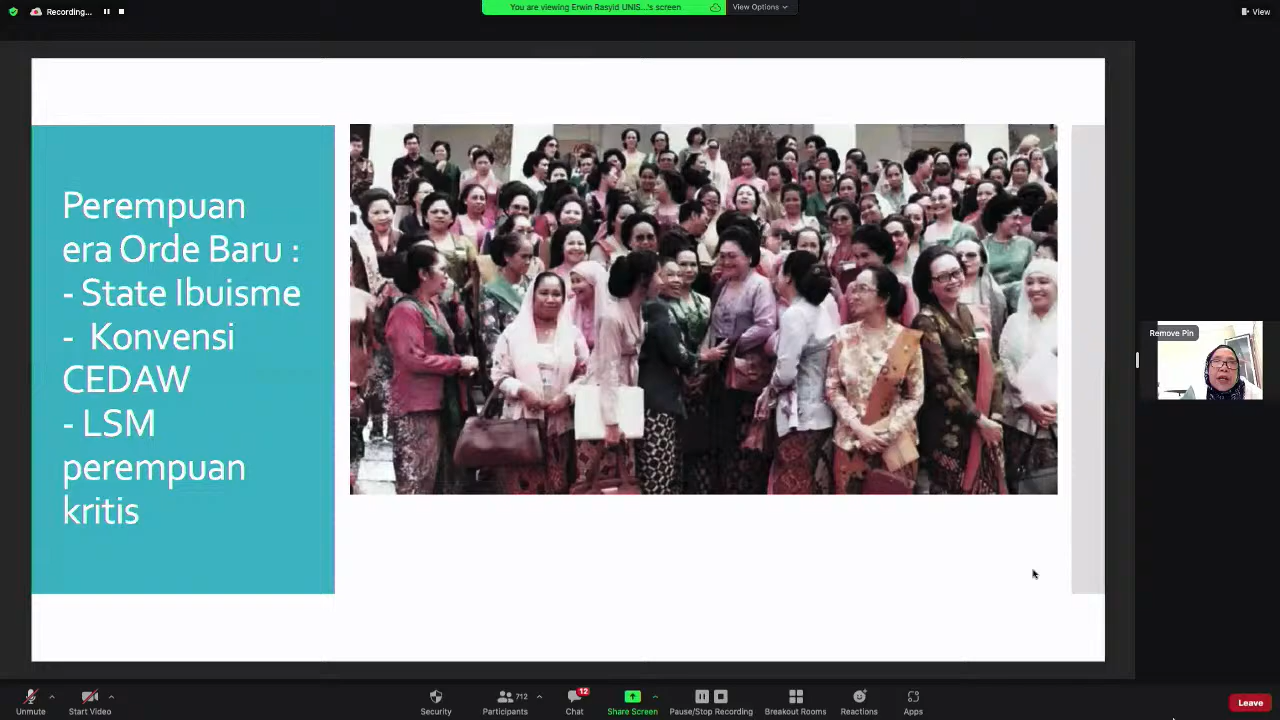 Recording...
You are viewing Erwin Rasyid UNIS...'s screen
View Options
View
Perempuan
era Orde Baru :
- State Ibuisme
- Konvensi
CEDAW
- LSM
perempuan
kritis
Remove Pin
Unmute
Start Video
Security
712
Participants
12
Chat
Share Screen
Pause/Stop Recording
Breakout Rooms
Reactions
Apps
Leave